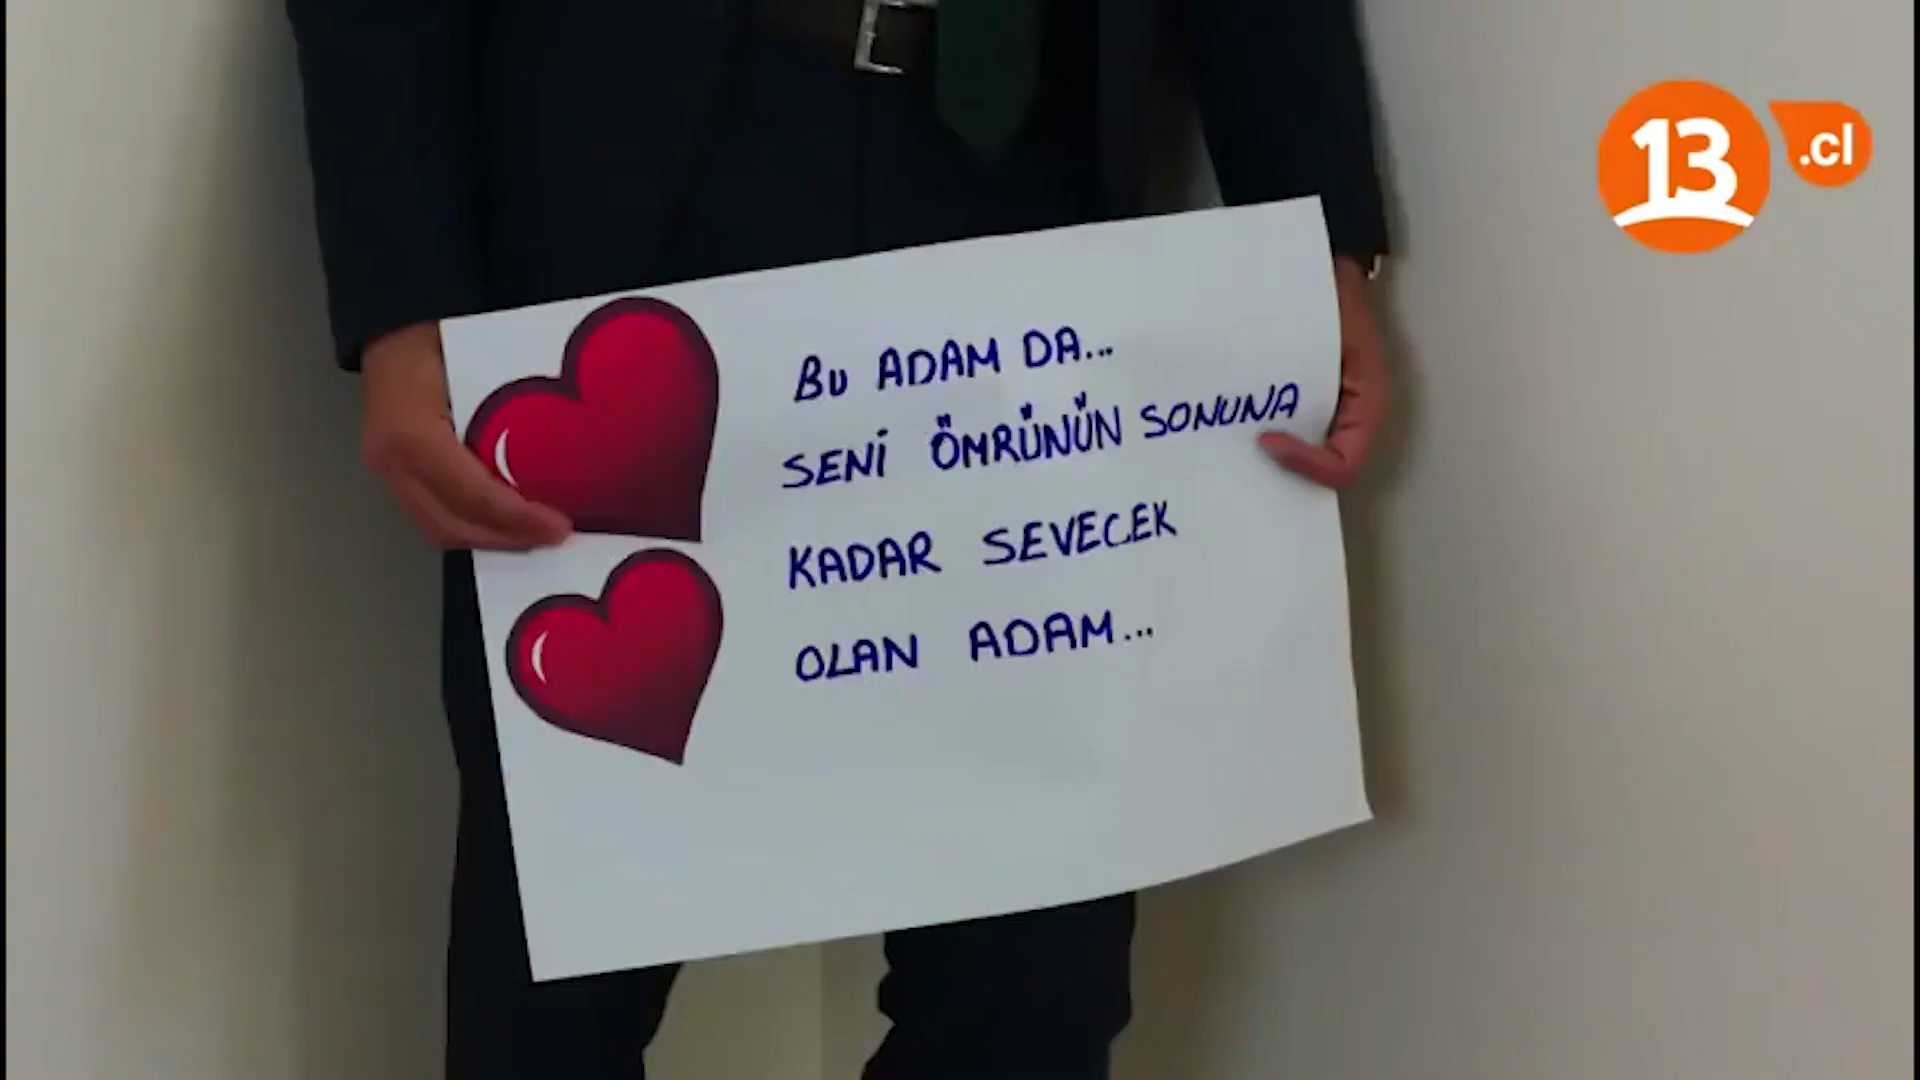 13.cl
BU ADAM DA...
SENİ ÖMRÜNÜN SONUNA
KADAR SEVECEK
OLAN ADAM...